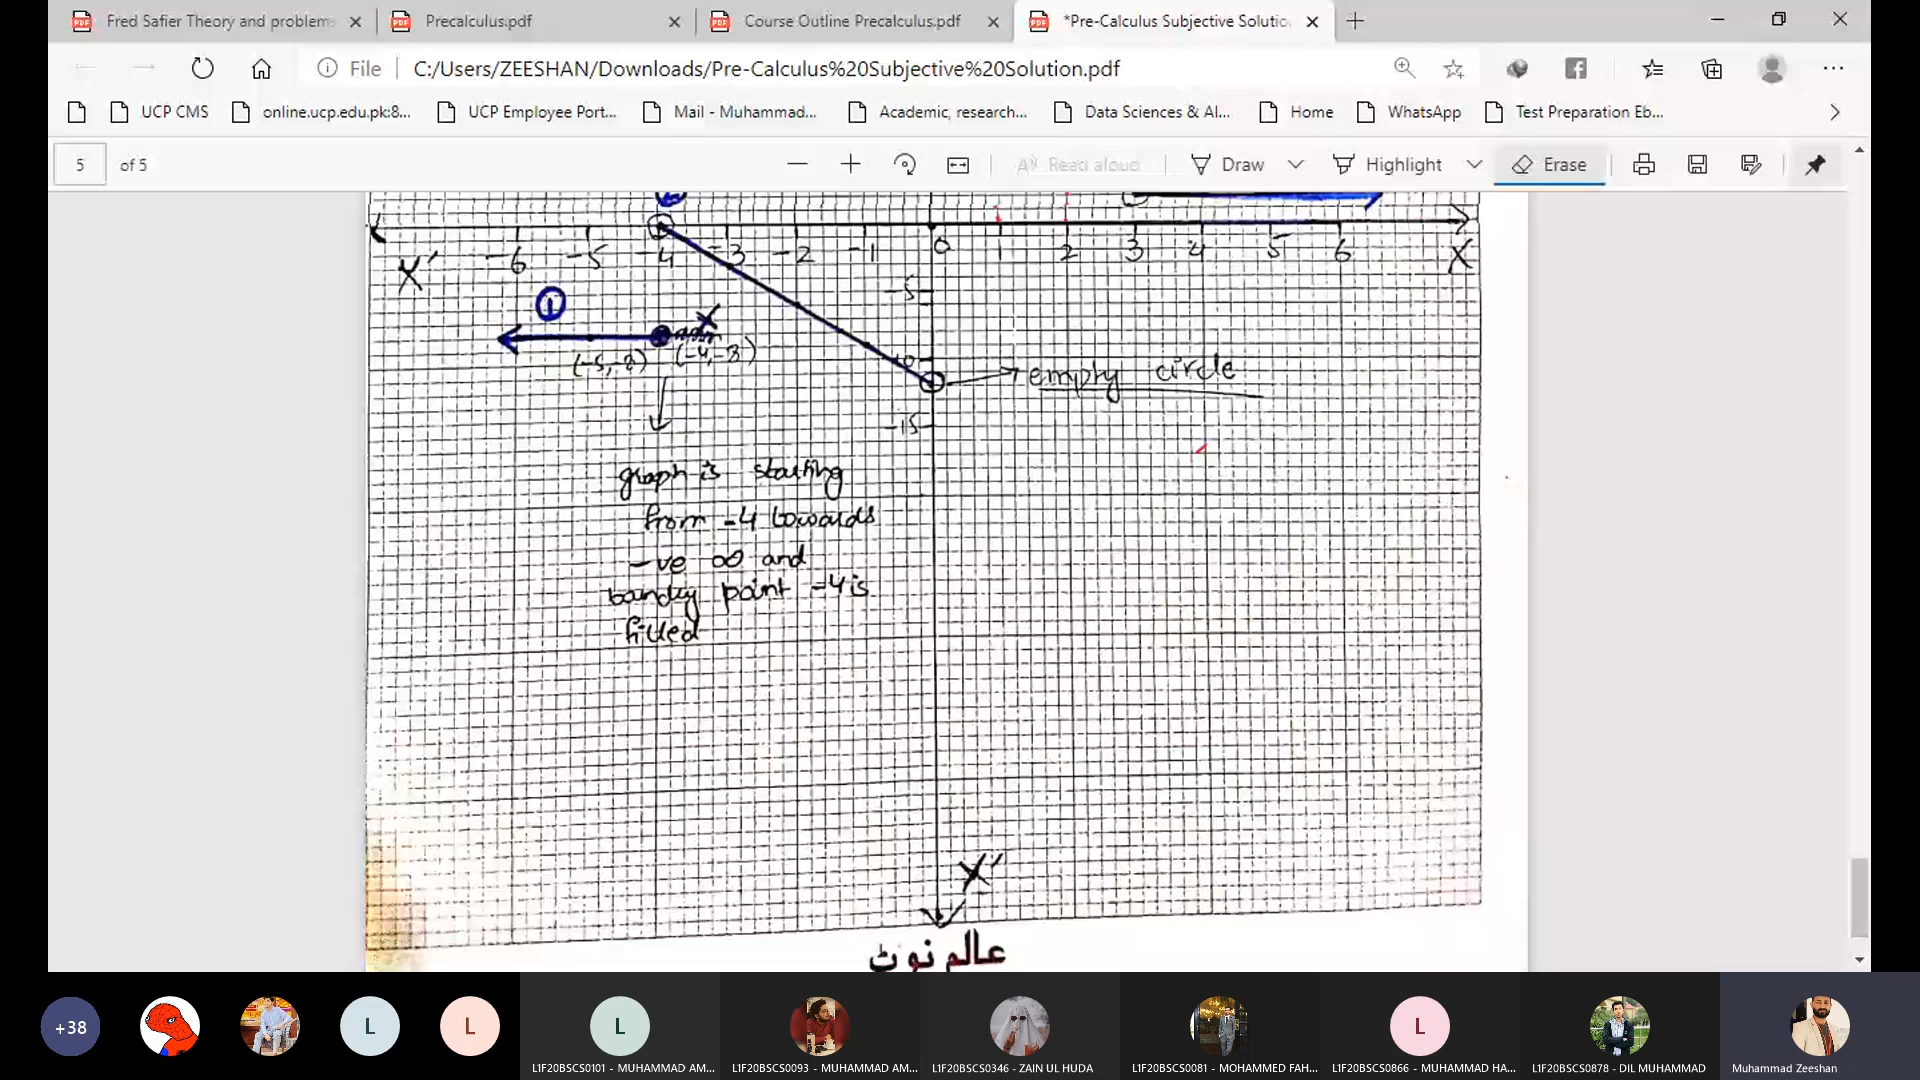 Fred Safier Theory and problems
Precalculus.pdf
Course Outline Precalculus.pdf
*Pre-Calculus Subjective Solutio
File
C:/Users/ZEESHAN/Downloads/Pre-Calculus%20Subjective%20Solution.pdf
UCP CMS
online.ucp.edu.pk:8...
UCP Employee Port...
Mail - Muhammad...
Academic, research...
Data Sciences & Al...
Home
WhatsApp
Test Preparation Eb...
5 of 5
Read aloud
Draw
Highlight
Erase
-6 -5 -4 -3 -2 -1 0 1 2 3 4 5 6
X' X
-5
1
(-5,-8) (-4,-8)
-10
empty circle
-15
graph is starting
from -4 towards
-ve ∞ and
point -4 is
filled
عالم نوٹ
+38
L
L
L
L
L1F20BSCS0101 - MUHAMMAD AM...
L1F20BSCS0093 - MUHAMMAD AM...
L1F20BSCS0346 - ZAIN UL HUDA
L1F20BSCS0081 - MOHAMMED FAH...
L1F20BSCS0866 - MUHAMMAD HA...
L1F20BSCS0878 - DIL MUHAMMAD
Muhammad Zeeshan